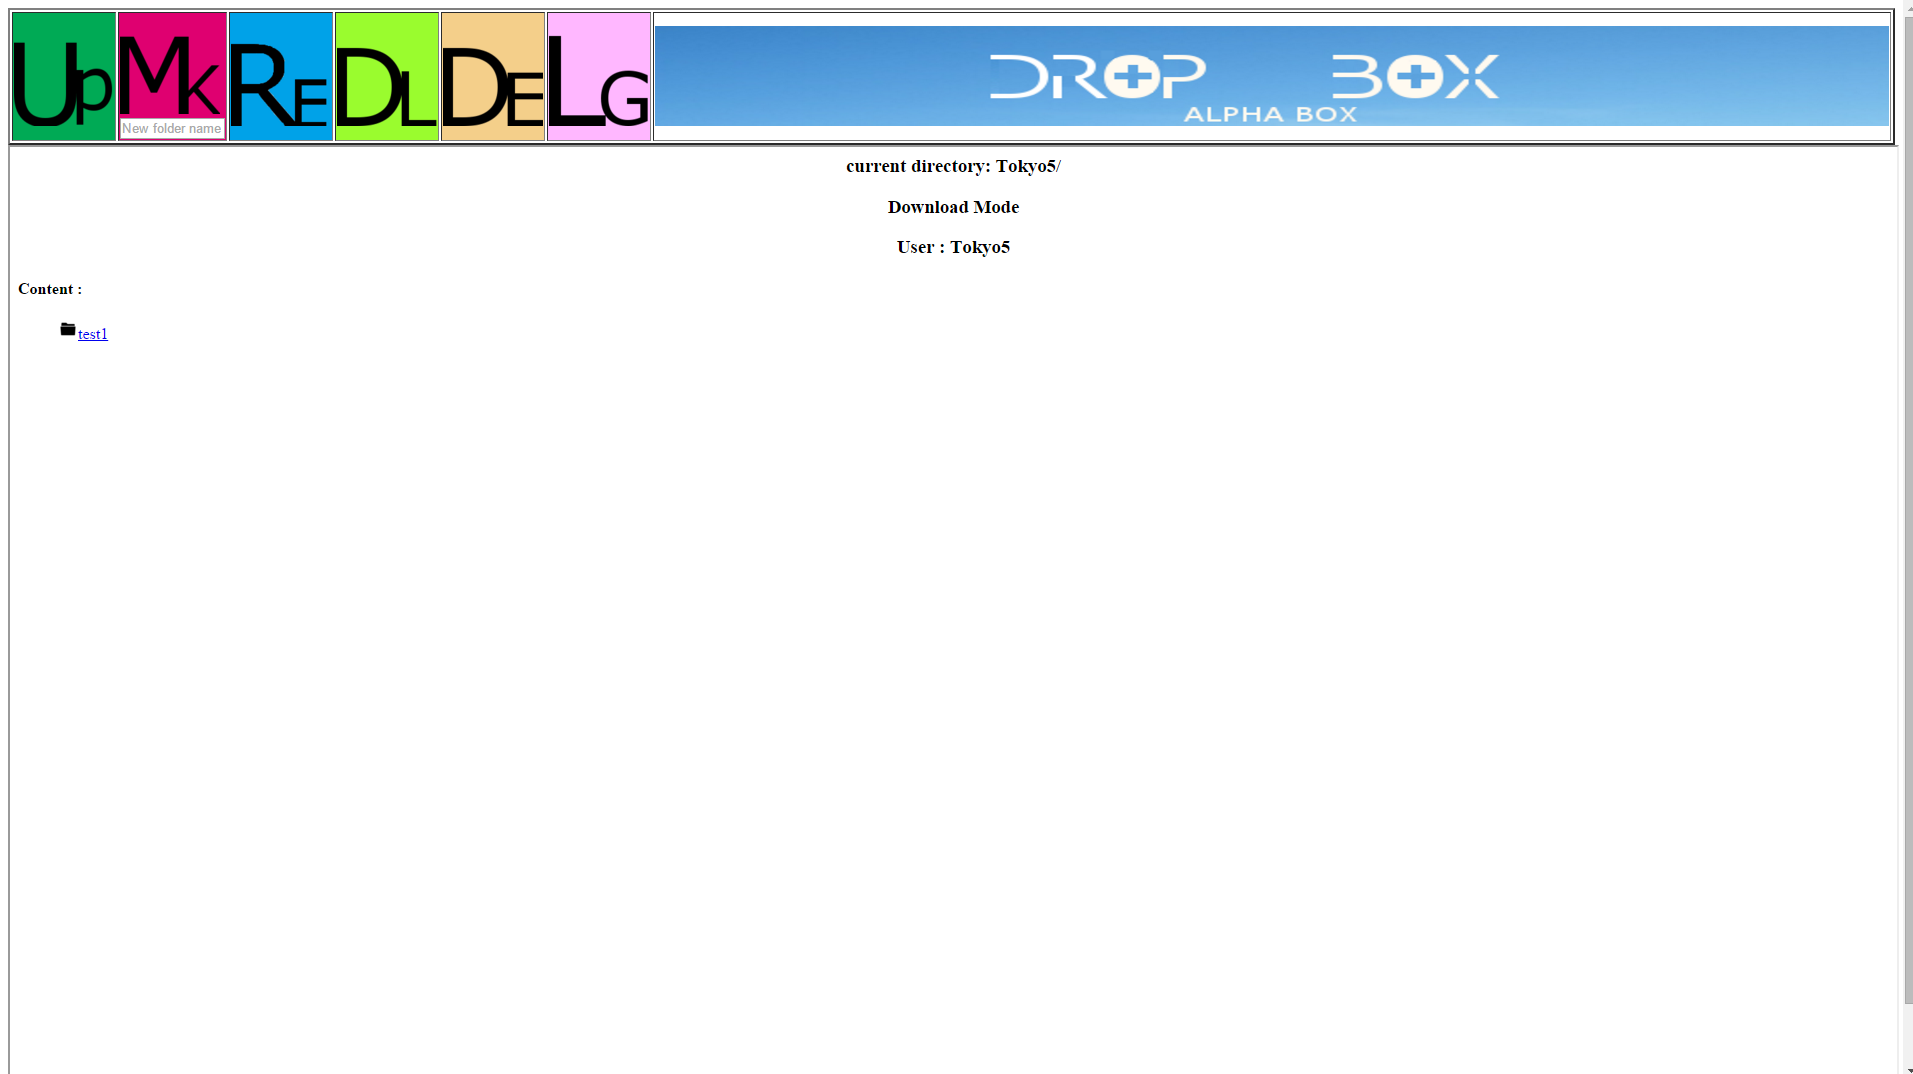 Up Mk RE DL DE LG
New folder name
DROP BOX
ALPHA BOX
current directory: Tokyo5/
Download Mode
User : Tokyo5
Content :
test1